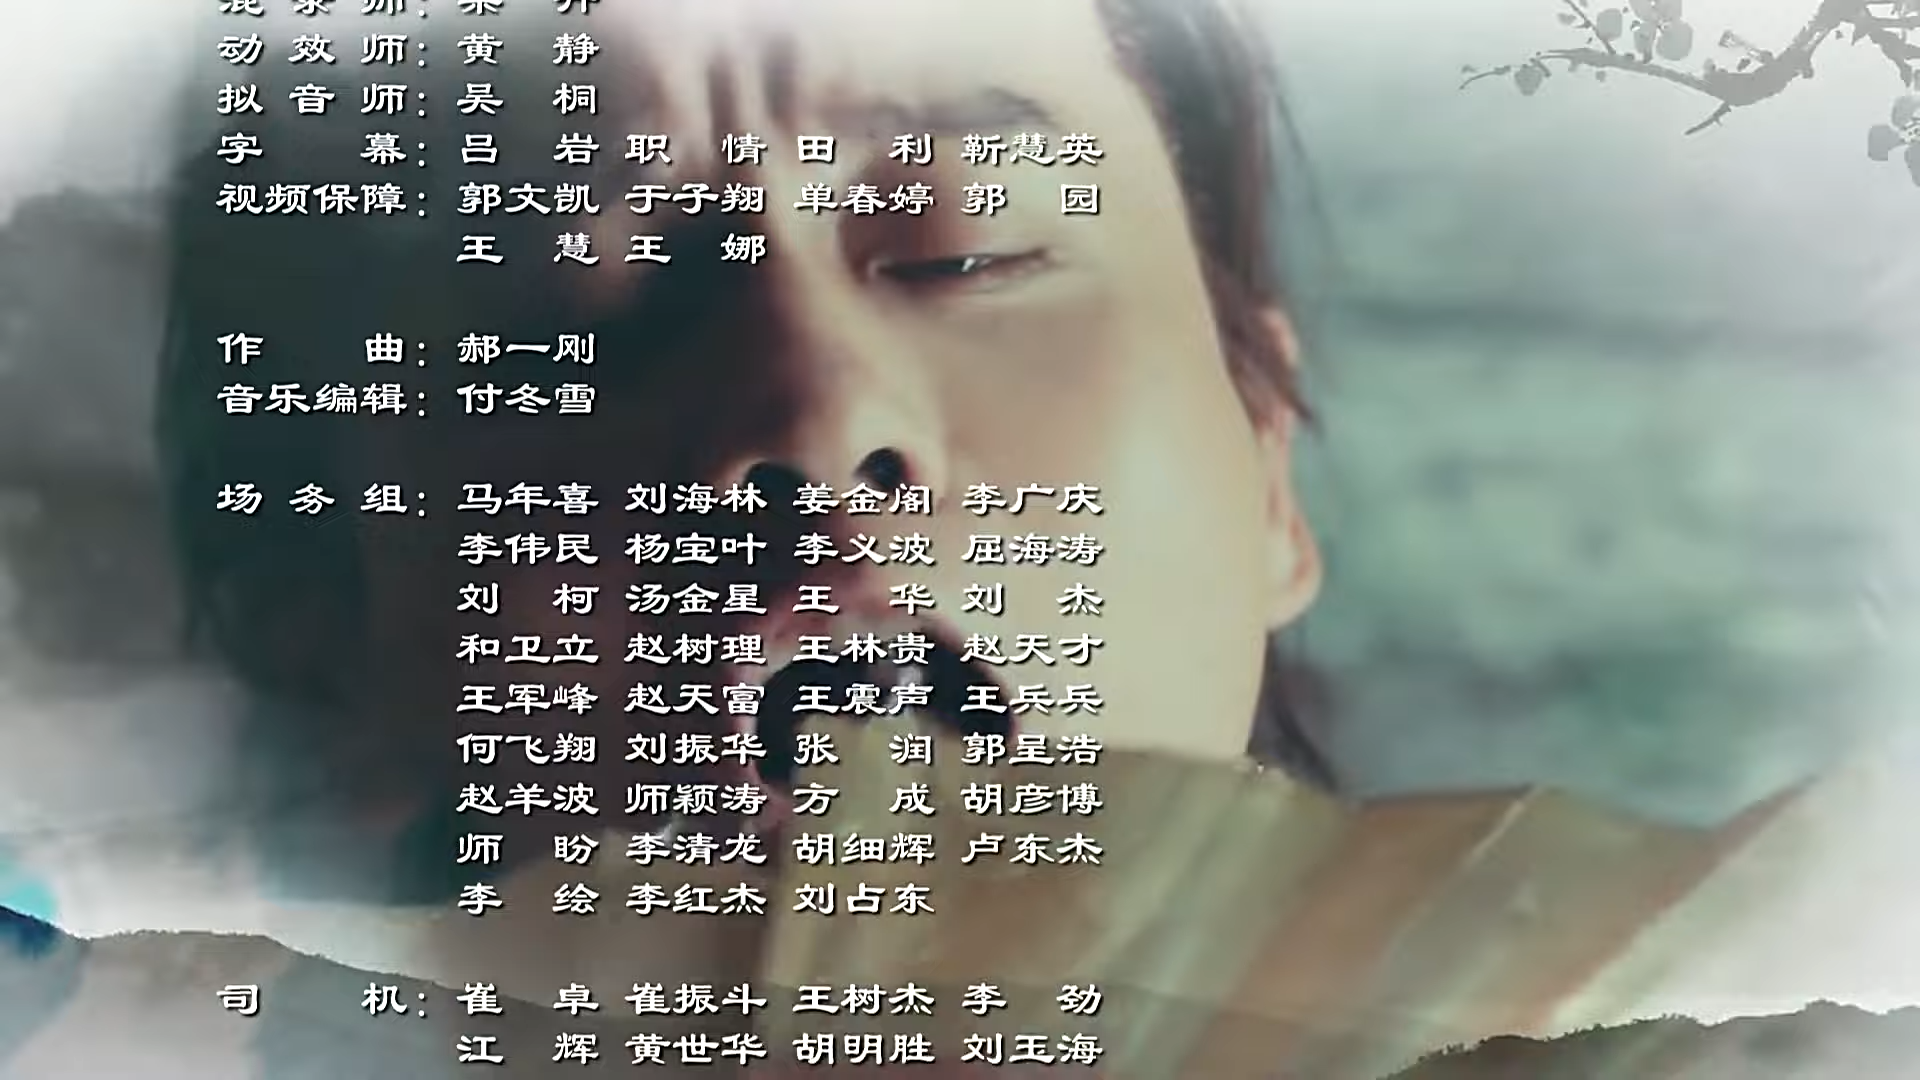 动效师：黄静
拟音师：吴桐
字幕：吕岩 职情 田利 靳慧英
视频保障：郭文凯 于子翔 单春婷 郭园
王慧 王娜
作曲：郝一刚
音乐编辑：付冬雪
场务组：马年喜 刘海林 姜金阁 李广庆
李伟民 杨宝叶 李义波 屈海涛
刘柯 汤金星 王华 刘杰
和卫立 赵树理 王林贵 赵天才
王军峰 赵天富 王震声 王兵兵
何飞翔 刘振华 张润 郭呈浩
赵羊波 师颖涛 方成 胡彦博
师盼 李清龙 胡细辉 卢东杰
李绘 李红杰 刘占东
司机：崔卓 崔振斗 王树杰 李劲
江辉 黄世华 胡明胜 刘玉海